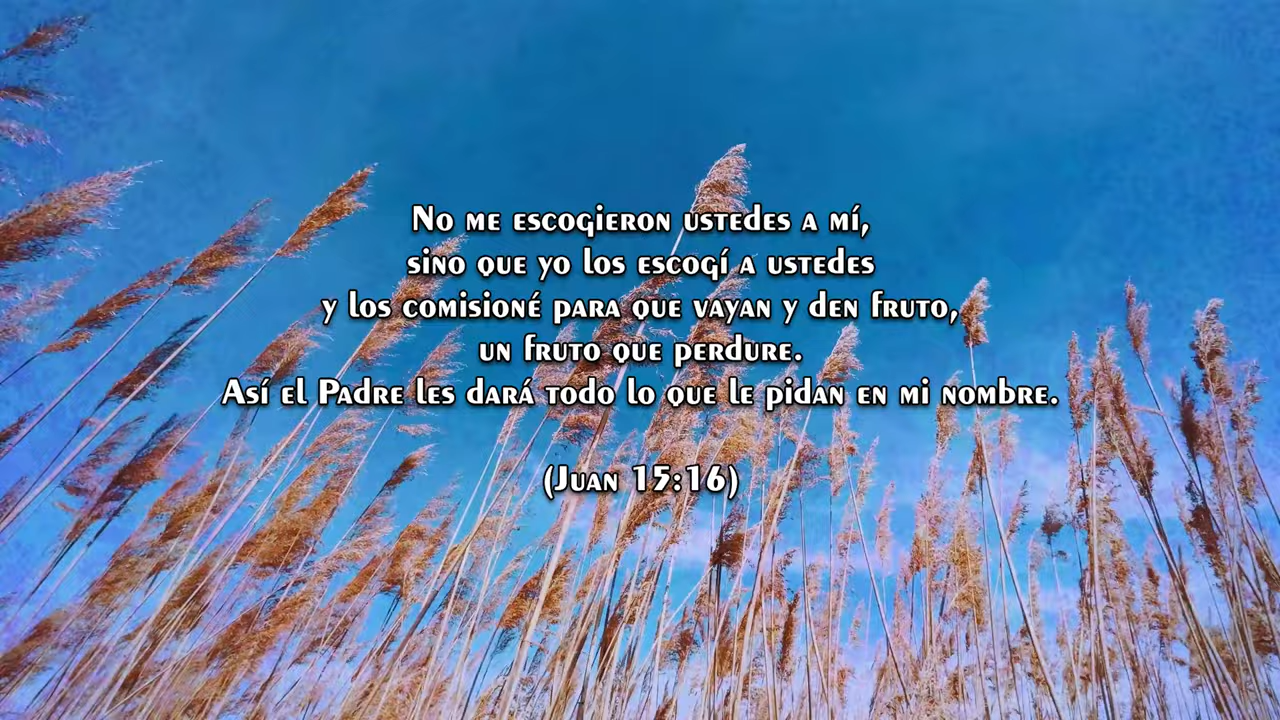 No me escogieron ustedes a mí,
sino que yo los escogí a ustedes
y los comisioné para que vayan y den fruto,
un fruto que perdure.
Así el Padre les dará todo lo que le pidan en mi nombre.
(Juan 15:16)